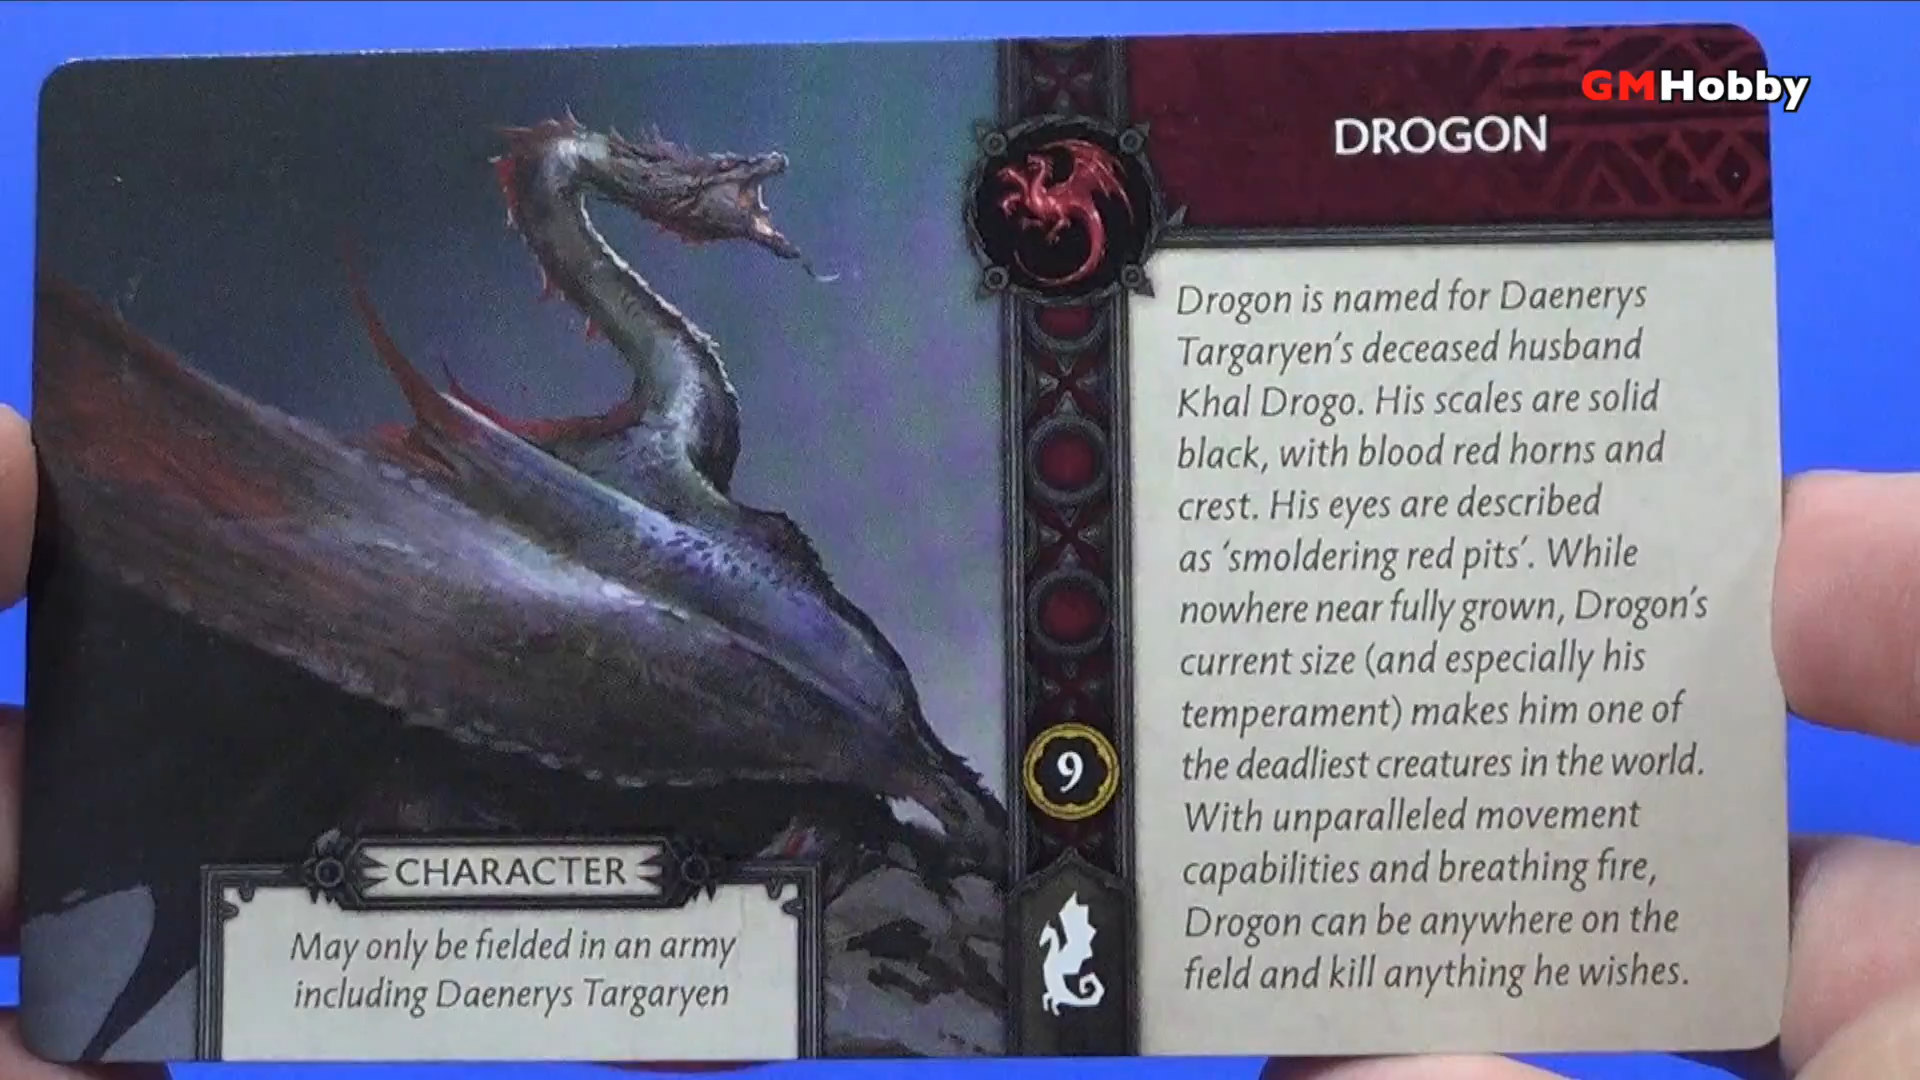 GMHobby
DROGON
Drogon is named for Daenerys
Targaryen's deceased husband
Khal Drogo. His scales are solid
black, with blood red horns and
crest. His eyes are described
as 'smoldering red pits'. While
nowhere near fully grown, Drogon's
current size (and especially his
temperament) makes him one of
the deadliest creatures in the world.
With unparalleled movement
capabilities and breathing fire,
Drogon can be anywhere on the
field and kill anything he wishes.
9
CHARACTER
May only be fielded in an army
including Daenerys Targaryen